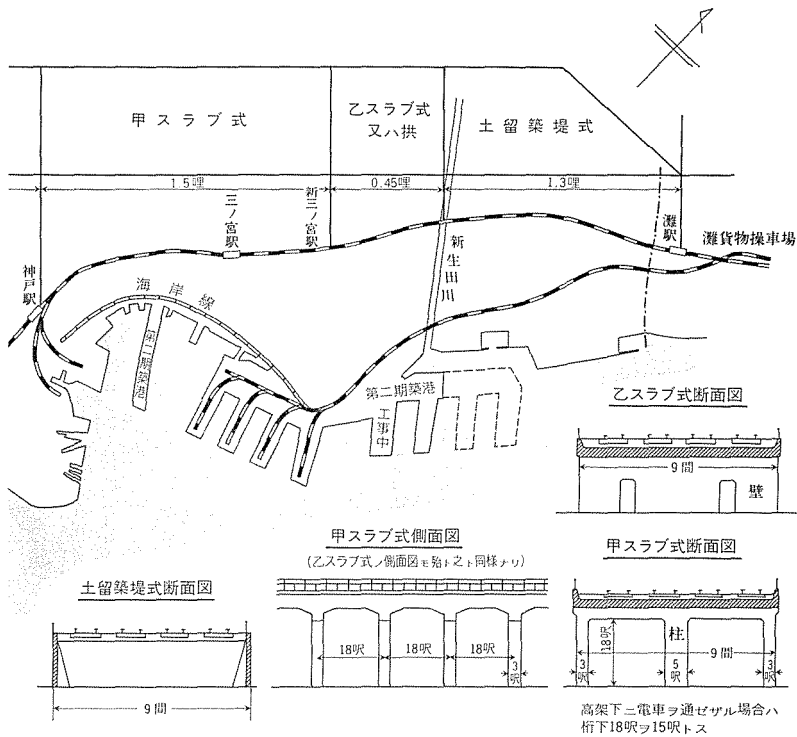 甲スラブ式
乙スラブ式
又ハ拱
土留築堤式
1.5哩
0.45哩
1.3哩
神戸駅
三ノ宮駅
新三ノ宮駅
新生田川
灘駅
灘貨物操車場
海岸線
第二期築港
第二期築港
工事中
乙スラブ式断面図
9間
壁
甲スラブ式側面図
(乙スラブ式ノ側面図モ殆ト之ト同様ナリ)
18呎
18呎
18呎
3呎
甲スラブ式断面図
18呎
柱
9間
3呎
5呎
3呎
高架下ニ電車ヲ通ゼザル場合ハ
桁下18呎ヲ15呎トス
土留築堤式断面図
9間